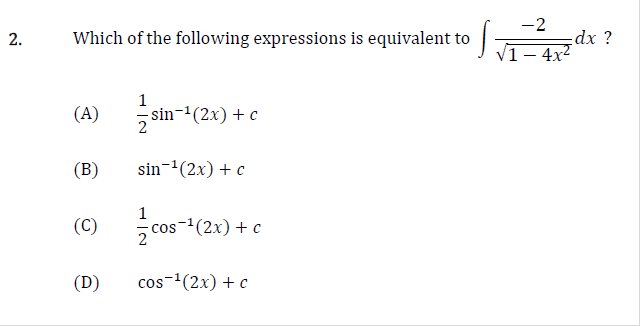 2. Which of the following expressions is equivalent to ∫ −2/√1 − 4x² dx ?
(A) 1/2 sin⁻¹(2x) + c
(B) sin⁻¹(2x) + c
(C) 1/2 cos⁻¹(2x) + c
(D) cos⁻¹(2x) + c